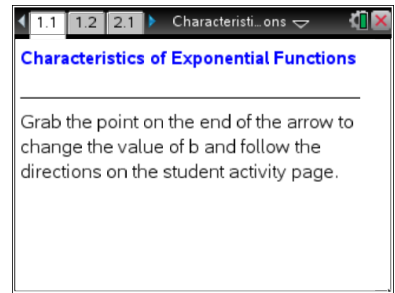 1.1 1.2 2.1 Characteristi...ons
Characteristics of Exponential Functions
Grab the point on the end of the arrow to
change the value of b and follow the
directions on the student activity page.